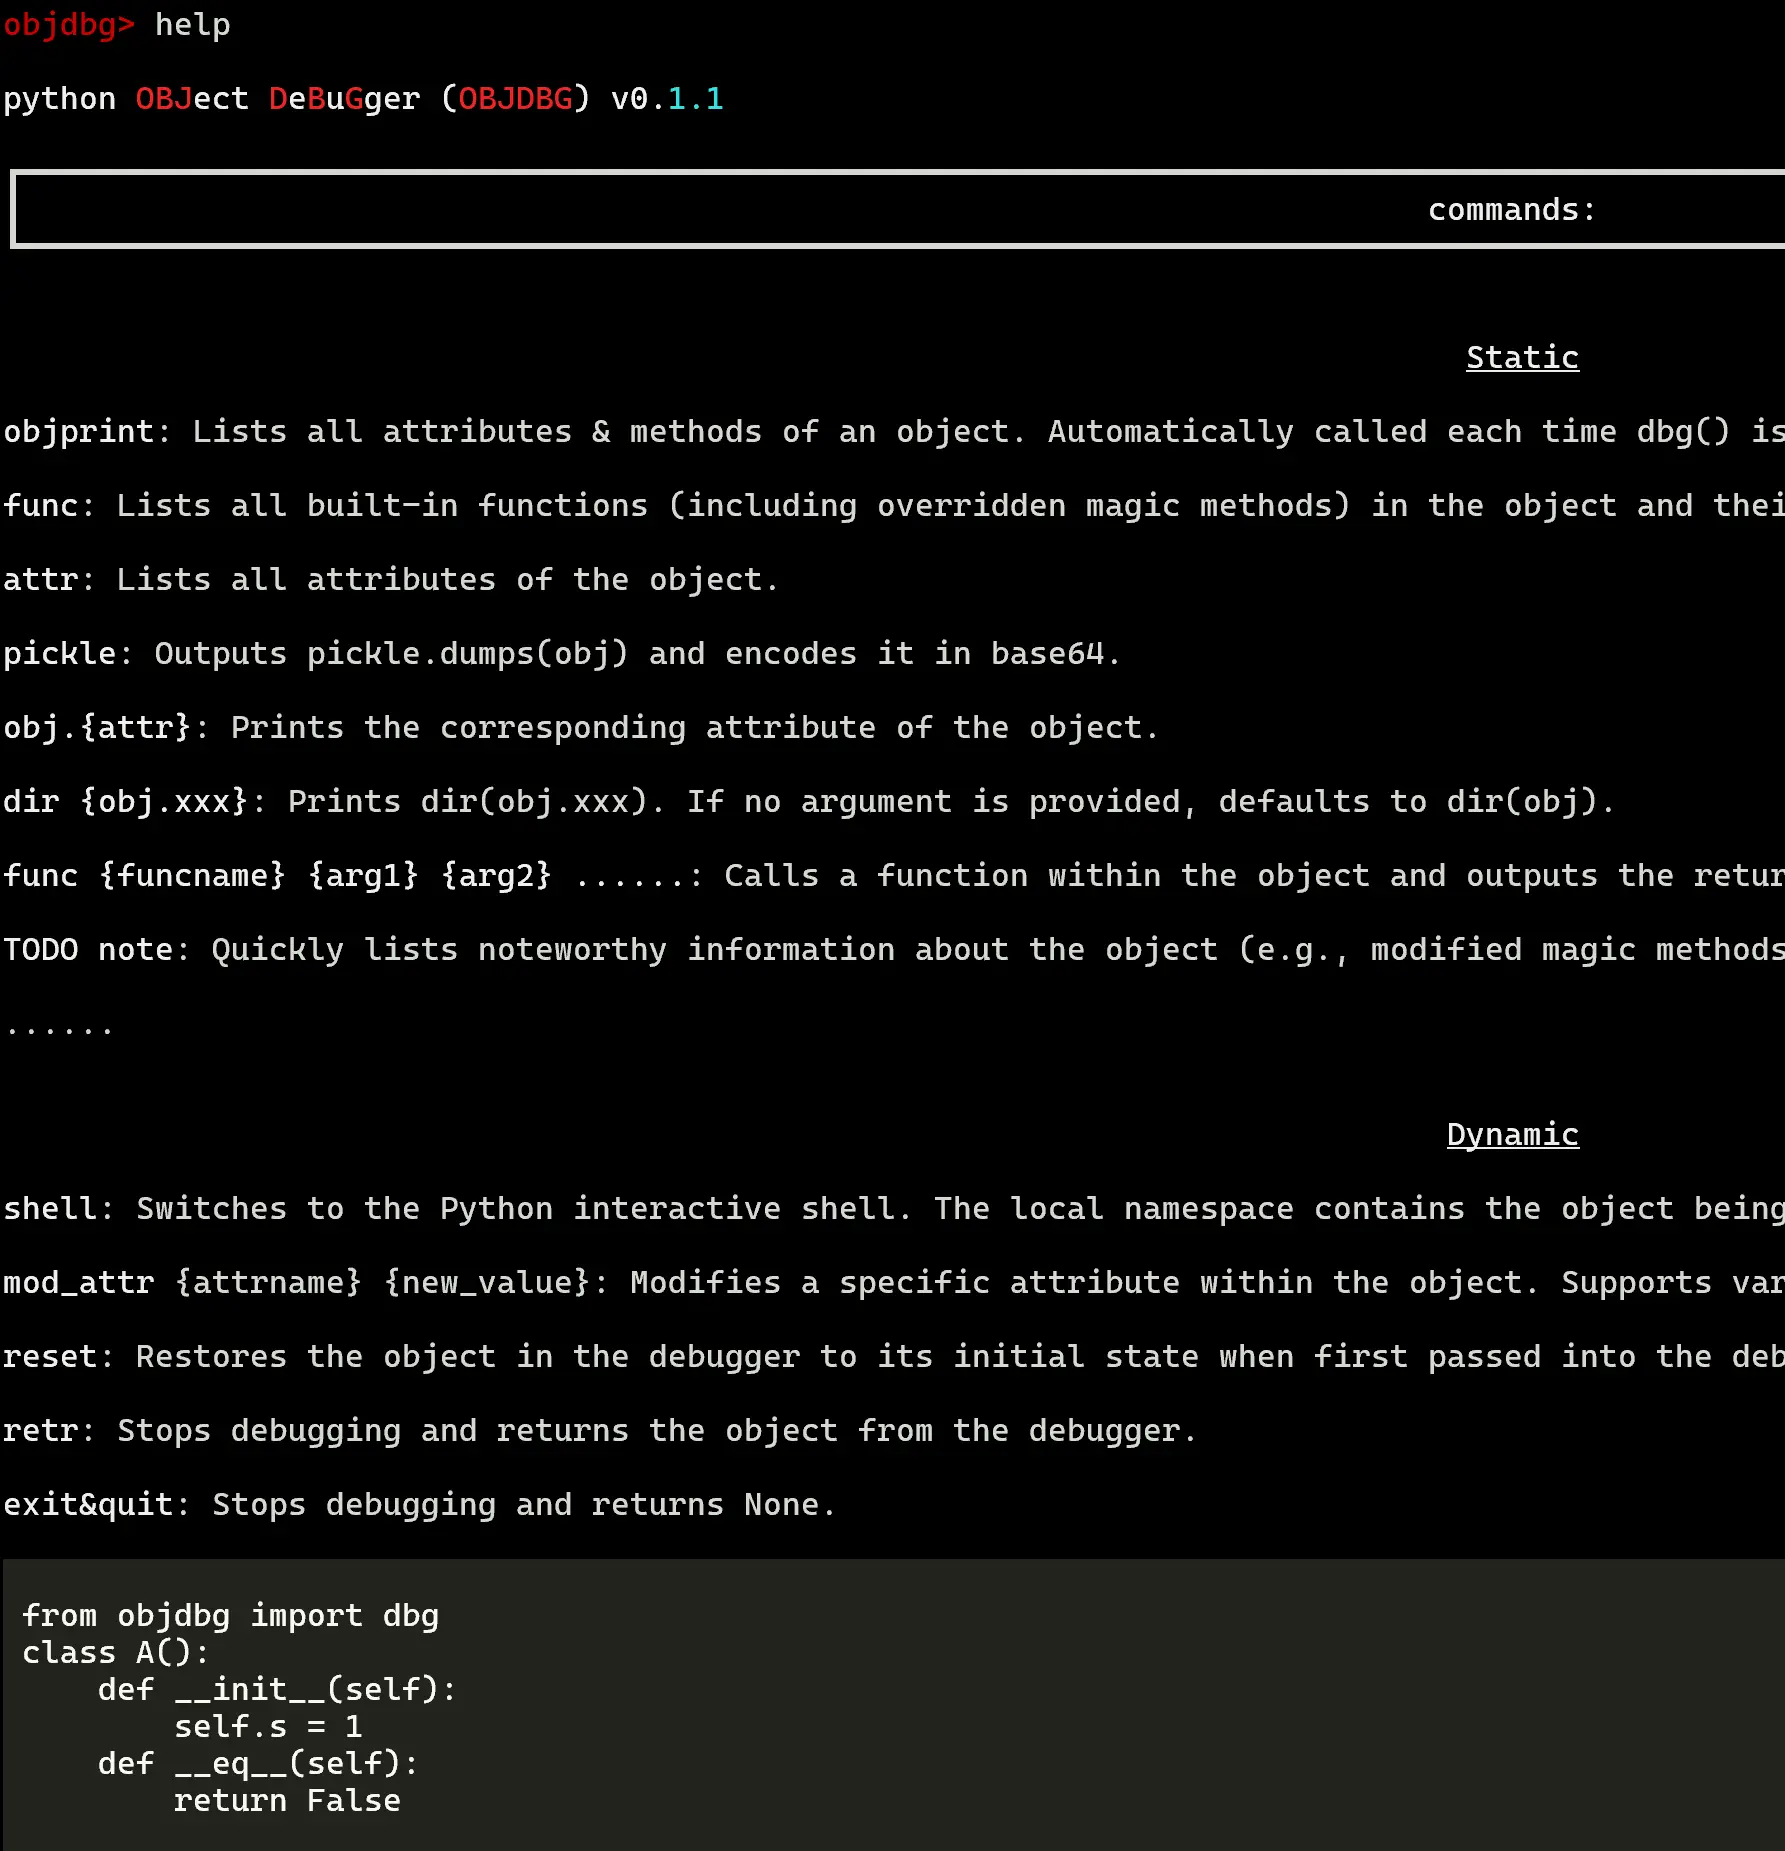 objdbg> help
python OBJect DeBuGger (OBJDBG) v0.1.1
commands:
Static
objprint: Lists all attributes & methods of an object. Automatically called each time dbg() is
func: Lists all built-in functions (including overridden magic methods) in the object and thei
attr: Lists all attributes of the object.
pickle: Outputs pickle.dumps(obj) and encodes it in base64.
obj.{attr}: Prints the corresponding attribute of the object.
dir {obj.xxx}: Prints dir(obj.xxx). If no argument is provided, defaults to dir(obj).
func {funcname} {arg1} {arg2} ......: Calls a function within the object and outputs the retur
TODO note: Quickly lists noteworthy information about the object (e.g., modified magic methods
......
Dynamic
shell: Switches to the Python interactive shell. The local namespace contains the object being
mod_attr {attrname} {new_value}: Modifies a specific attribute within the object. Supports var
reset: Restores the object in the debugger to its initial state when first passed into the deb
retr: Stops debugging and returns the object from the debugger.
exit&quit: Stops debugging and returns None.
from objdbg import dbg
class A():
    def __init__(self):
        self.s = 1
    def __eq__(self):
        return False